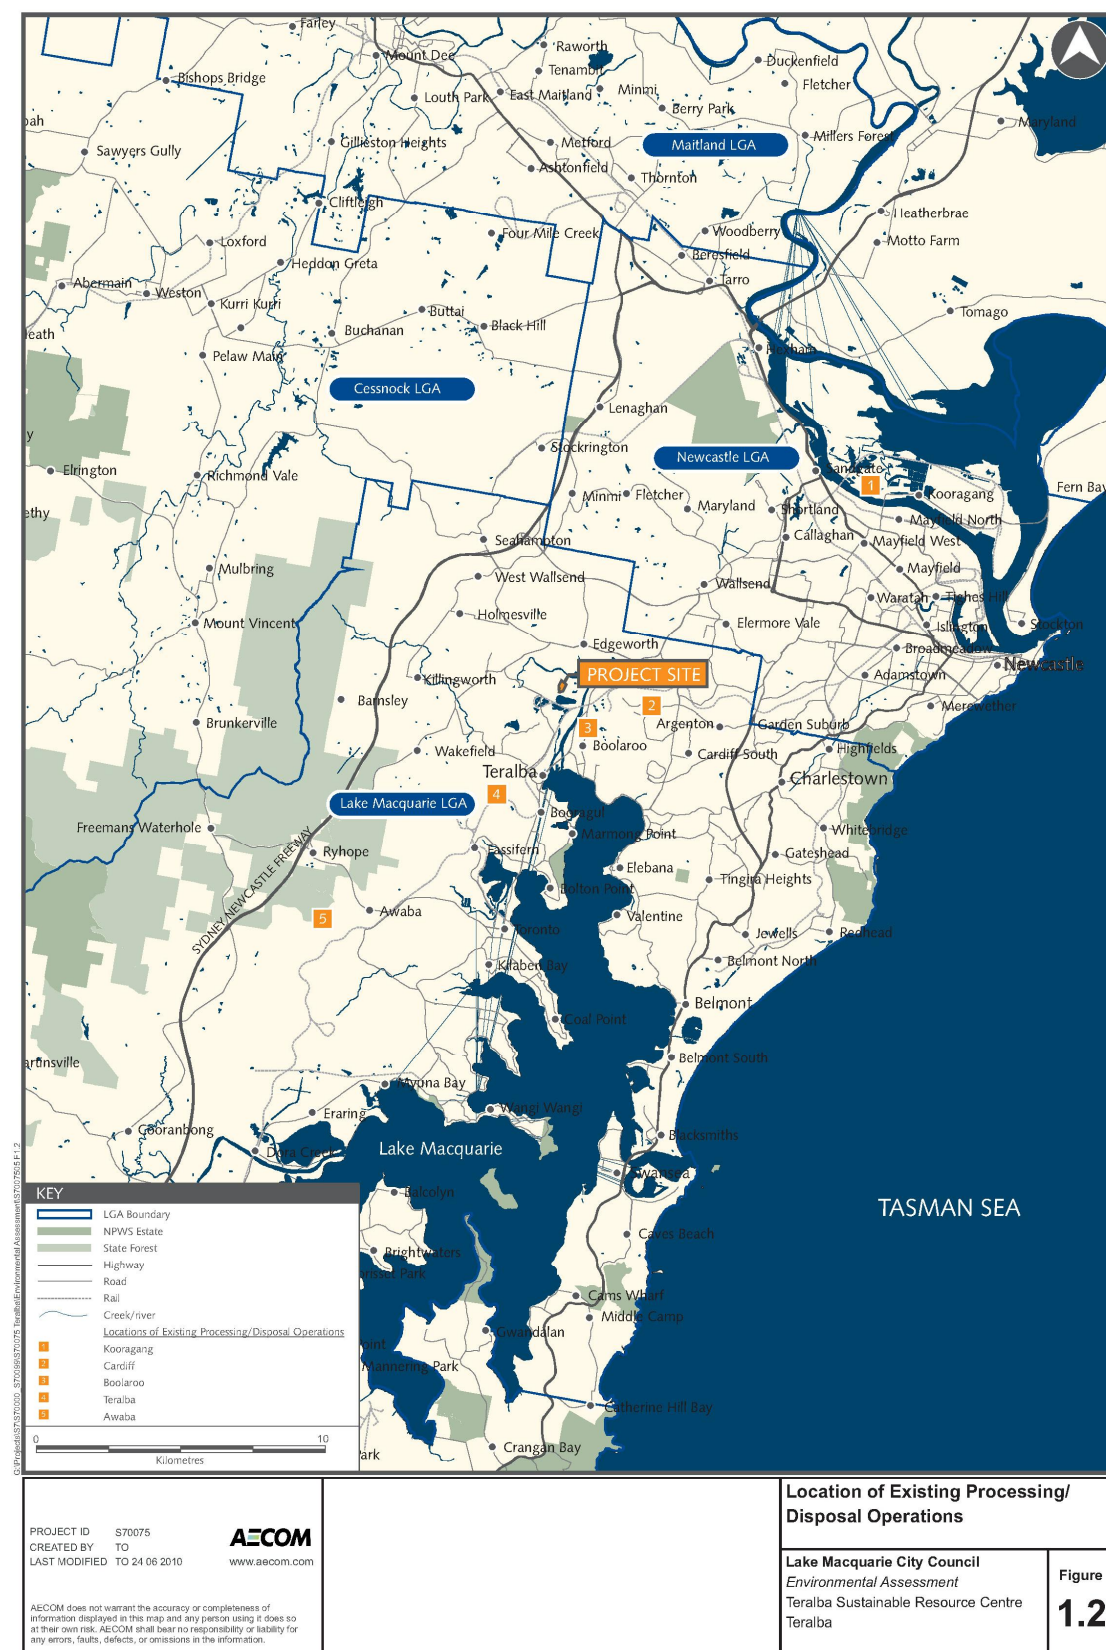 Farley
Mount Dee
Raworth
Tenambit
Duckenfield
Bishops Bridge
Louth Park
East Maitland
Minmi
Fletcher
Berry Park
Maryland
Sawyers Gully
Gillieston Heights
Metford
Maitland LGA
Millers Forest
Ashtonfield
Thornton
Cliftleigh
Heatherbrae
Loxford
Four Mile Creek
Woodberry
Motto Farm
Heddon Greta
Beresfield
Abermain
Weston
Tarro
Kurri Kurri
Buttai
Tomago
Buchanan
Black Hill
Pelaw Main
Hexham
Cessnock LGA
Lenaghan
Stockrington
Newcastle LGA
Elrington
Richmond Vale
Sandgate
1
Minmi
Fletcher
Kooragang
Fern Bay
Maryland
Shortland
Mayfield North
Seahampton
Callaghan
Mayfield West
Mulbring
West Wallsend
Wallsend
Mayfield
Holmesville
Waratah
Tighes Hill
Mount Vincent
Elermore Vale
Islington
Stockton
Edgeworth
Broadmeadow
Newcastle
Killingworth
PROJECT SITE
Adamstown
Barnsley
2
Merewether
Brunkerville
3
Argenton
Garden Suburb
Wakefield
Boolaroo
Cardiff South
Highfields
Teralba
Charlestown
4
Lake Macquarie LGA
Booragul
Freemans Waterhole
Marmong Point
Whitebridge
Ryhope
Fassifern
Gateshead
Elebana
Tingira Heights
SYDNEY NEWCASTLE FREEWAY
Bolton Point
5
Awaba
Valentine
Toronto
Jewells
Redhead
Kilaben Bay
Belmont North
Belmont
Coal Point
Belmont South
Myuna Bay
Wangi Wangi
Eraring
Cooranbong
Blacksmiths
Dora Creek
Lake Macquarie
Swansea
Balcolyn
TASMAN SEA
Caves Beach
Brightwaters
Cams Wharf
Middle Camp
Gwandalan
Mannering Park
Catherine Hill Bay
Crangan Bay
KEY
LGA Boundary
NPWS Estate
State Forest
Highway
Road
Rail
Creek/river
Locations of Existing Processing/Disposal Operations
1 Kooragang
2 Cardiff
3 Boolaroo
4 Teralba
5 Awaba
0 10
Kilometres
PROJECT ID S70075
CREATED BY TO
LAST MODIFIED TO 24 06 2010
AECOM
www.aecom.com
AECOM does not warrant the accuracy or completeness of
information displayed in this map and any person using it does so
at their own risk. AECOM shall bear no responsibility or liability for
any errors, faults, defects, or omissions in the information.
Location of Existing Processing/
Disposal Operations
Lake Macquarie City Council
Environmental Assessment
Teralba Sustainable Resource Centre
Teralba
Figure
1.2